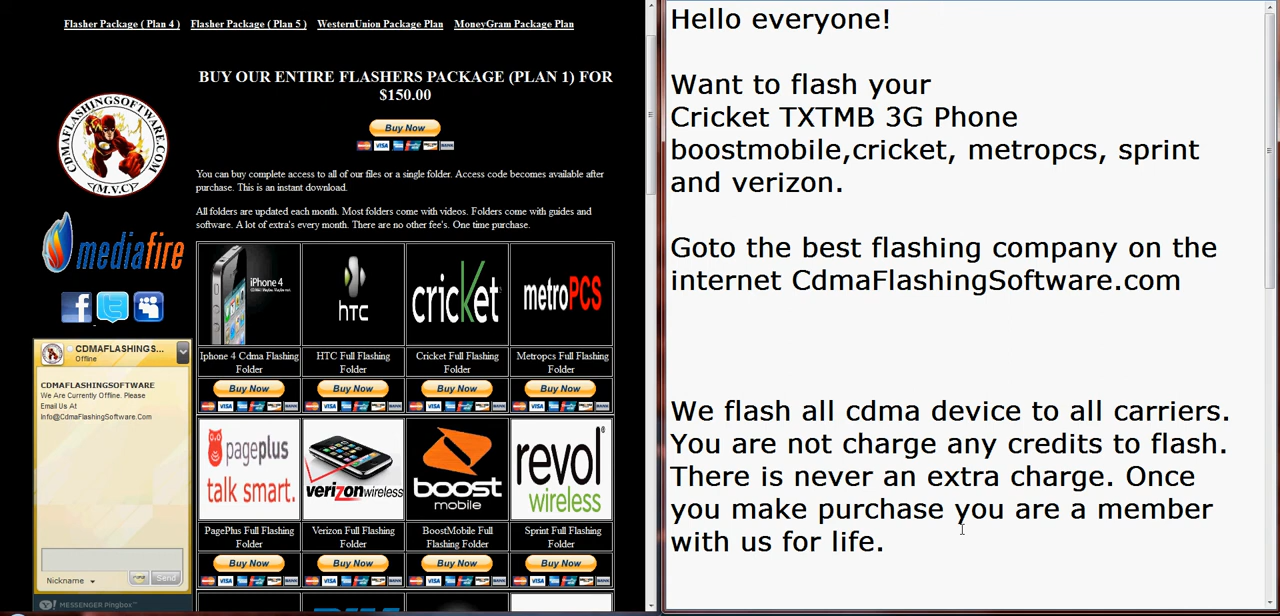 Flasher Package ( Plan 4 ) Flasher Package ( Plan 5 ) WesternUnion Package Plan MoneyGram Package Plan
BUY OUR ENTIRE FLASHERS PACKAGE (PLAN 1) FOR
$150.00
Buy Now
CDMAFLASHINGSOFTWARE.COM
<(M.V.C)>
You can buy complete access to all of our files or a single folder. Access code becomes available after
purchase. This is an instant download.
All folders are updated each month. Most folders come with videos. Folders come with guides and
software. A lot of extra's every month. There are no other fee's. One time purchase.
mediafire
iPhone 4
htc
cricket
metroPCS
Iphone 4 Cdma Flashing
Folder
HTC Full Flashing
Folder
Cricket Full Flashing
Folder
Metropcs Full Flashing
Folder
Buy Now Buy Now Buy Now Buy Now
CDMAFLASHINGS...
Offline
CDMAFLASHINGSOFTWARE
We Are Currently Offline. Please
Email Us At
Info@CdmaFlashingSoftware.Com
pageplus
talk smart.
verizonwireless
boost
mobile
revol
wireless
PagePlus Full Flashing
Folder
Verizon Full Flashing
Folder
BoostMobile Full
Flashing Folder
Sprint Full Flashing
Folder
Buy Now Buy Now Buy Now Buy Now
Nickname
Send
Y! MESSENGER Pingbox™
Hello everyone!
Want to flash your
Cricket TXTMB 3G Phone
boostmobile,cricket, metropcs, sprint
and verizon.
Goto the best flashing company on the
internet CdmaFlashingSoftware.com
We flash all cdma device to all carriers.
You are not charge any credits to flash.
There is never an extra charge. Once
you make purchase you are a member
with us for life.